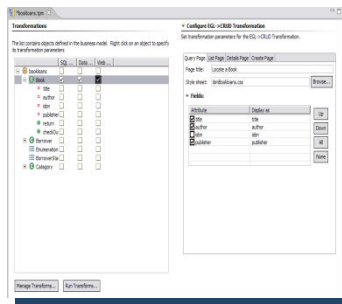 *bookloans.tpm
Transformations
The list contains objects defined in the business model. Right click on an object to specify
its transformation parameters
SQL ... Data ... Web ...
bookloans
Book
title
author
isbn
publisher
return
checkOu
Borrower
Enumeration
BorrowerSta
Category
Manage Transforms... Run Transforms...
Configure EGL->CRUD Transformation
Set transformation parameters for the EGL->CRUD Transformation.
Query Page List Page Details Page Create Page
Page title: Locate a Book
Style sheet: Browse...
Fields:
Attribute Display as
title title
author author
isbn isbn
publisher publisher
Up
Down
All
None